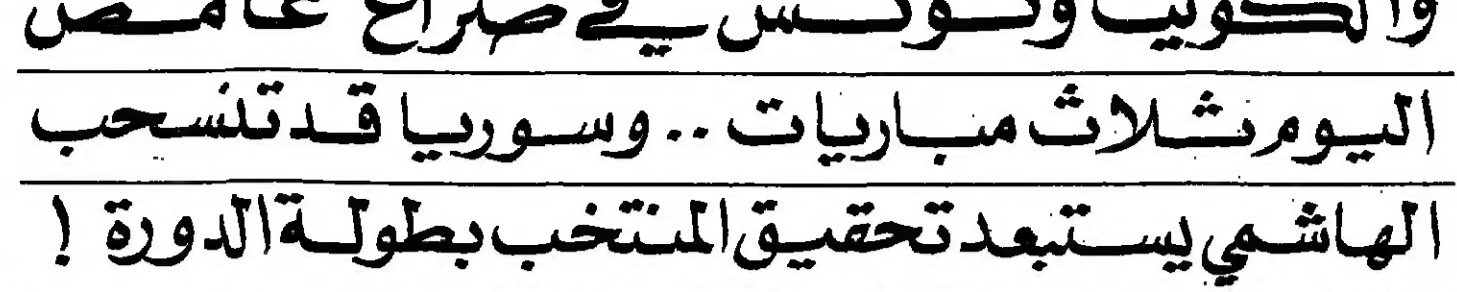 والكويت وتونس في صراع غامض
اليوم ثلاث مباريات .. وسوريا قد تنسحب
الهاشمي يستبعد تحقيق المنتخب بطولة الدورة !